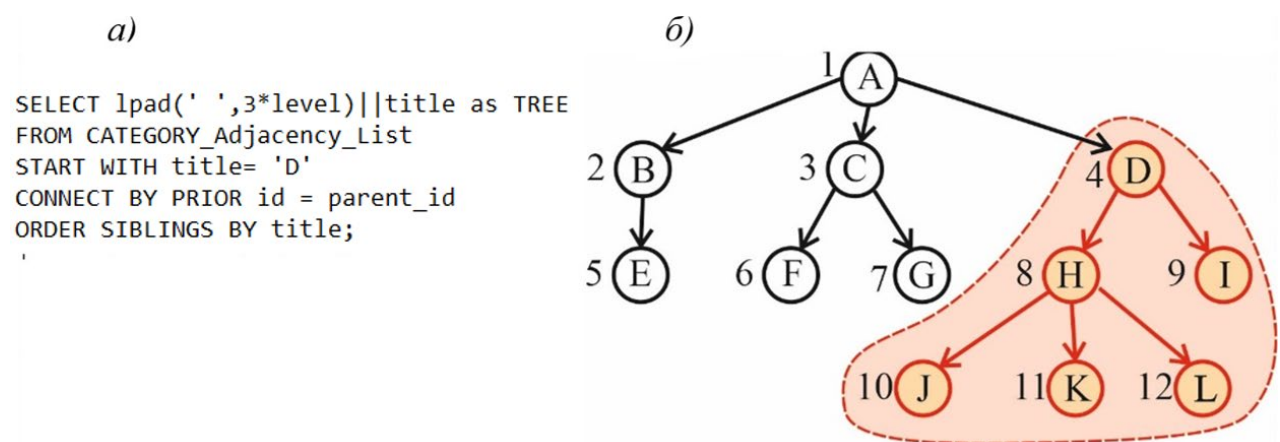 а)
SELECT lpad(' ',3*level)||title as TREE
FROM CATEGORY_Adjacency_List
START WITH title= 'D'
CONNECT BY PRIOR id = parent_id
ORDER SIBLINGS BY title;
'
б)
1 A
2 B 3 C 4 D
5 E 6 F 7 G 8 H 9 I
10 J 11 K 12 L